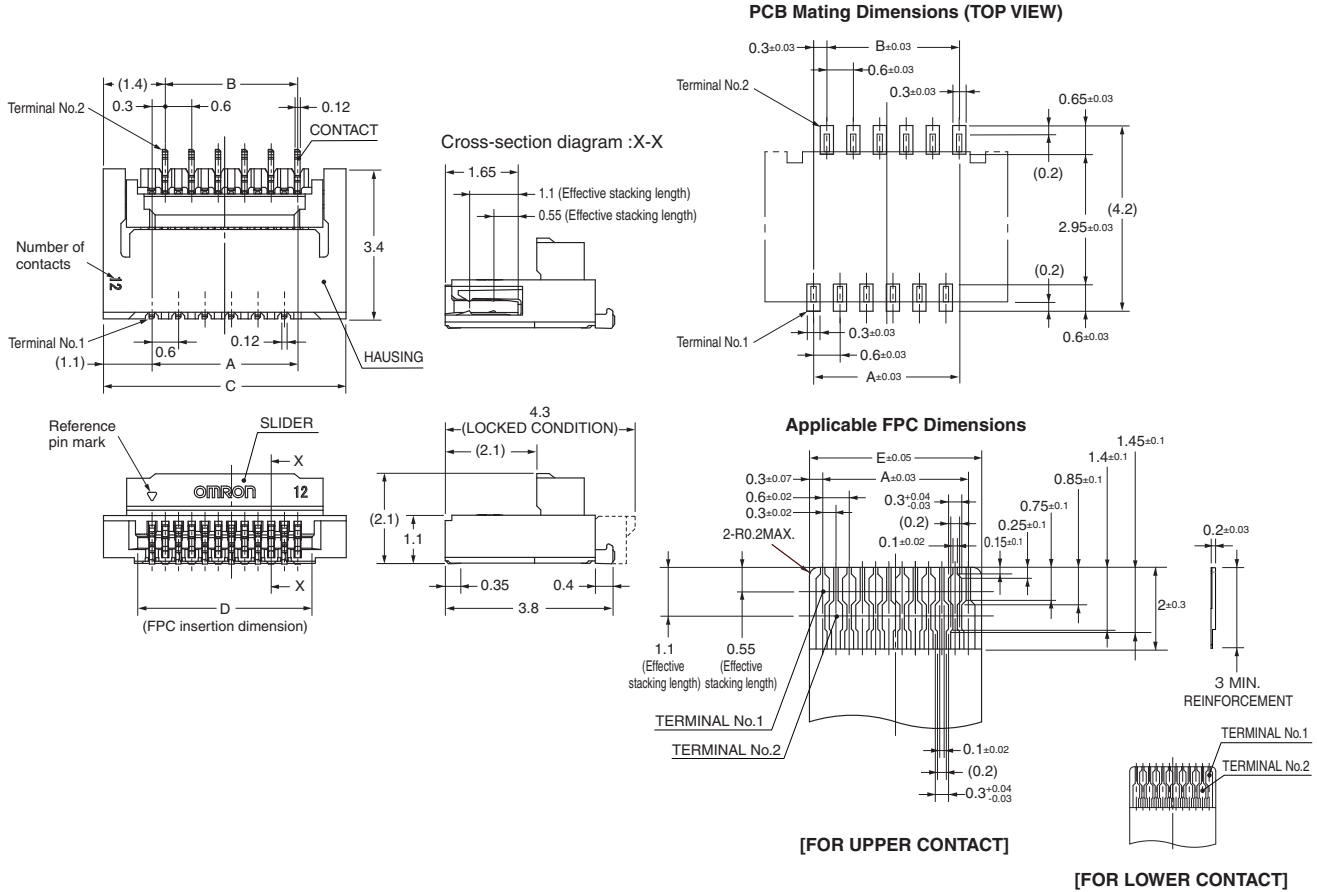 PCB Mating Dimensions (TOP VIEW)
0.3±0.03
B±0.03
0.6±0.03
Terminal No.2
0.3±0.03
0.65±0.03
(0.2)
(4.2)
2.95±0.03
(0.2)
Terminal No.1
0.3±0.03
0.6±0.03
0.6±0.03
A±0.03
(1.4)
B
Terminal No.2
0.3
0.6
0.12
CONTACT
Number of
contacts
12
3.4
Terminal No.1
0.6
0.12
HAUSING
(1.1)
A
C
Cross-section diagram :X-X
1.65
1.1 (Effective stacking length)
0.55 (Effective stacking length)
Reference
pin mark
SLIDER
X
OMRON
12
X
D
(FPC insertion dimension)
4.3
(LOCKED CONDITION)
(2.1)
(2.1)
1.1
0.35
0.4
3.8
Applicable FPC Dimensions
E±0.05
0.3±0.07
A±0.03
0.6±0.02
0.3±0.02
0.3+0.04
-0.03
(0.2)
0.1±0.02
2-R0.2MAX.
1.45±0.1
1.4±0.1
0.85±0.1
0.75±0.1
0.25±0.1
0.15±0.1
0.2±0.03
2±0.3
1.1
(Effective
stacking length)
0.55
(Effective
stacking length)
3 MIN.
REINFORCEMENT
TERMINAL No.1
TERMINAL No.2
0.1±0.02
(0.2)
0.3+0.04
-0.03
[FOR UPPER CONTACT]
TERMINAL No.1
TERMINAL No.2
[FOR LOWER CONTACT]